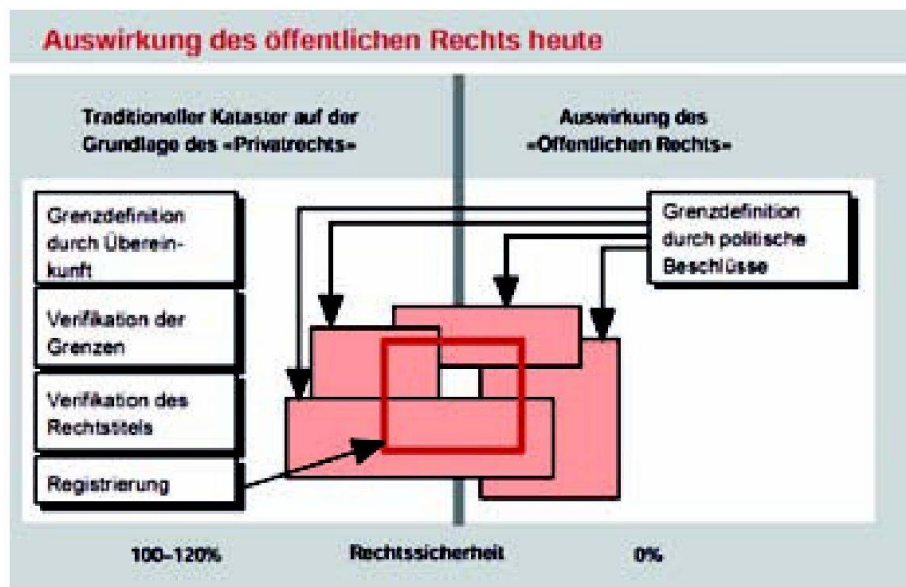 Auswirkung des öffentlichen Rechts heute
Traditioneller Kataster auf der
Grundlage des «Privatrechts»
Auswirkung des
«Öffentlichen Rechts»
Grenzdefinition
durch Überein-
kunft
Verifikation der
Grenzen
Verifikation des
Rechtstitels
Registrierung
Grenzdefinition
durch politische
Beschlüsse
100–120%
Rechtssicherheit
0%